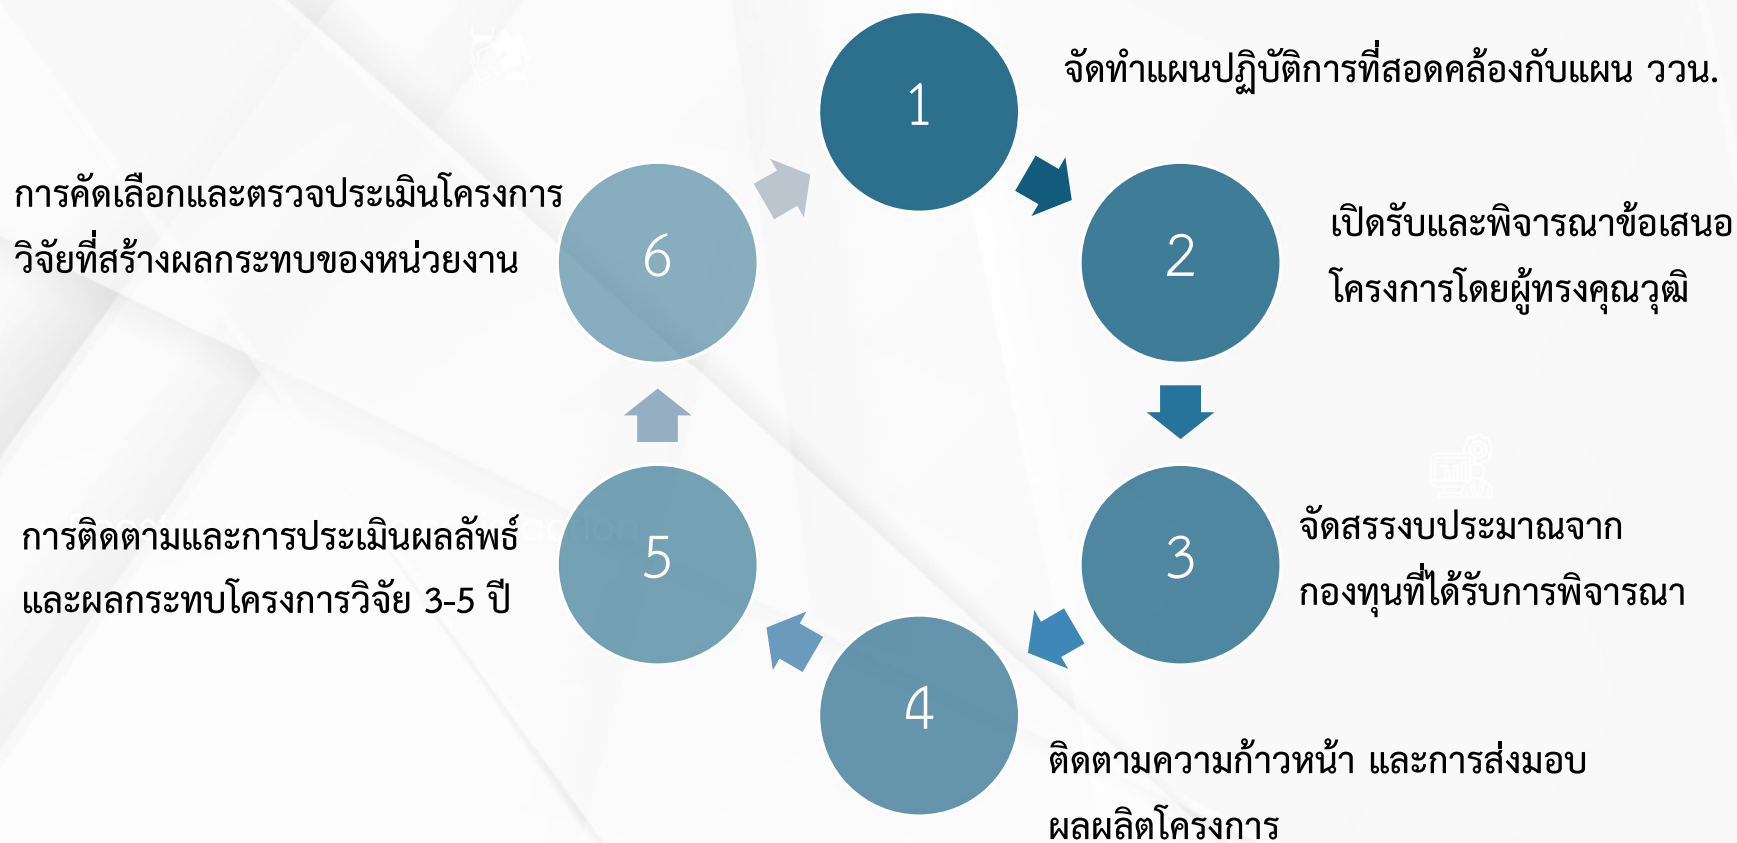 1
จัดทำแผนปฏิบัติการที่สอดคล้องกับแผน ววน.
2
เปิดรับและพิจารณาข้อเสนอ
โครงการโดยผู้ทรงคุณวุฒิ
3
จัดสรรงบประมาณจาก
กองทุนที่ได้รับการพิจารณา
4
ติดตามความก้าวหน้า และการส่งมอบ
ผลผลิตโครงการ
5
การติดตามและการประเมินผลลัพธ์
และผลกระทบโครงการวิจัย 3-5 ปี
6
การคัดเลือกและตรวจประเมินโครงการ
วิจัยที่สร้างผลกระทบของหน่วยงาน